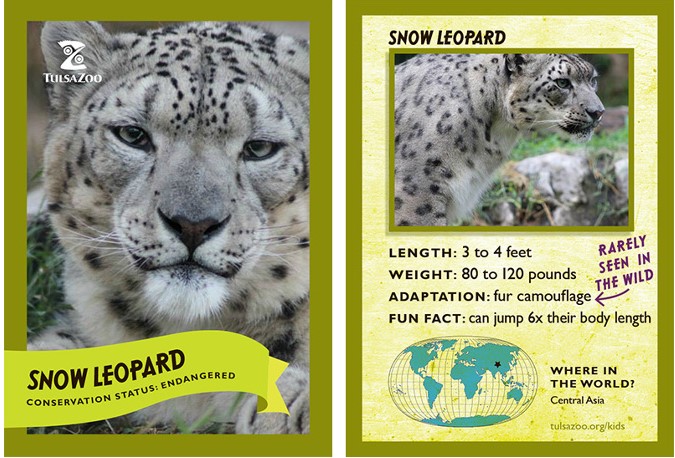 TULSAZOO
SNOW LEOPARD
CONSERVATION STATUS: ENDANGERED
SNOW LEOPARD
LENGTH: 3 to 4 feet
WEIGHT: 80 to 120 pounds
ADAPTATION: fur camouflage
FUN FACT: can jump 6x their body length
RARELY
SEEN IN
THE WILD
WHERE IN
THE WORLD?
Central Asia
tulsazoo.org/kids